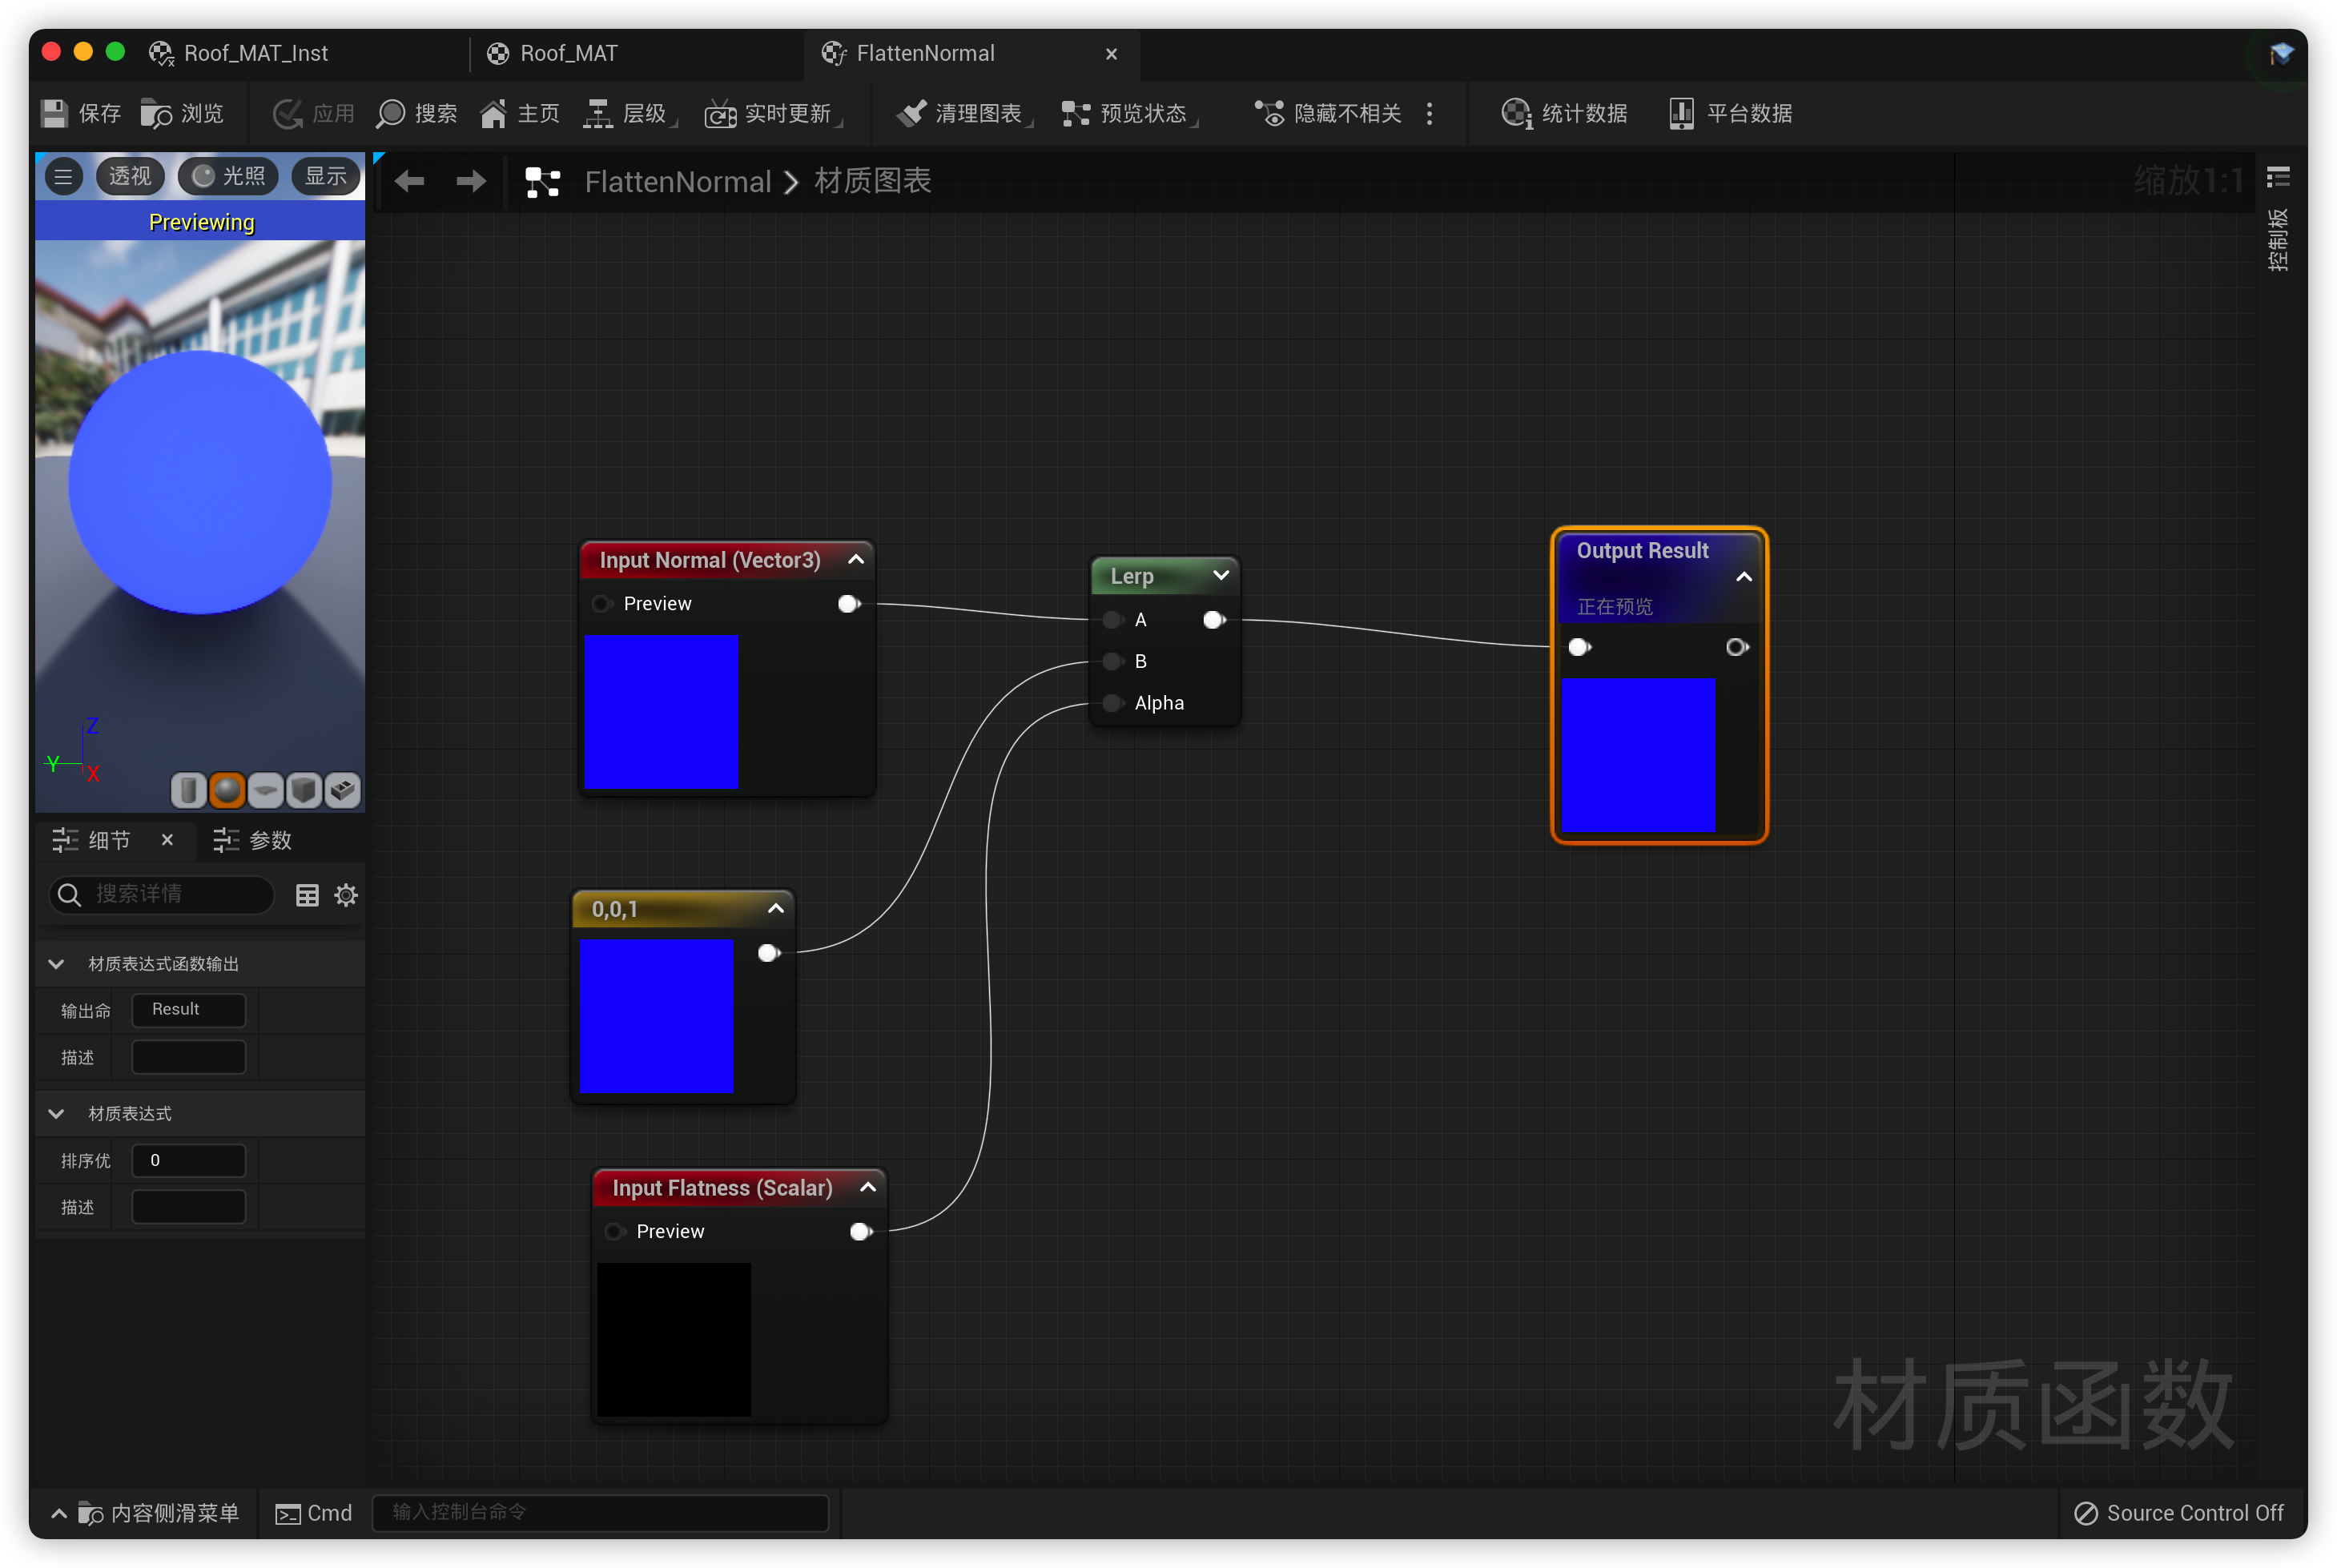 Roof_MAT_Inst
Roof_MAT
FlattenNormal
保存
浏览
应用
搜索
主页
层级
实时更新
清理图表
预览状态
隐藏不相关
统计数据
平台数据
透视
光照
显示
Previewing
Z
Y
X
FlattenNormal
材质图表
缩放1:1
控制板
Input Normal (Vector3)
Preview
Lerp
A
B
Alpha
Output Result
正在预览
0,0,1
Input Flatness (Scalar)
Preview
材质函数
细节
参数
搜索详情
材质表达式函数输出
输出命
Result
描述
材质表达式
排序优
0
描述
内容侧滑菜单
Cmd
输入控制台命令
Source Control Off